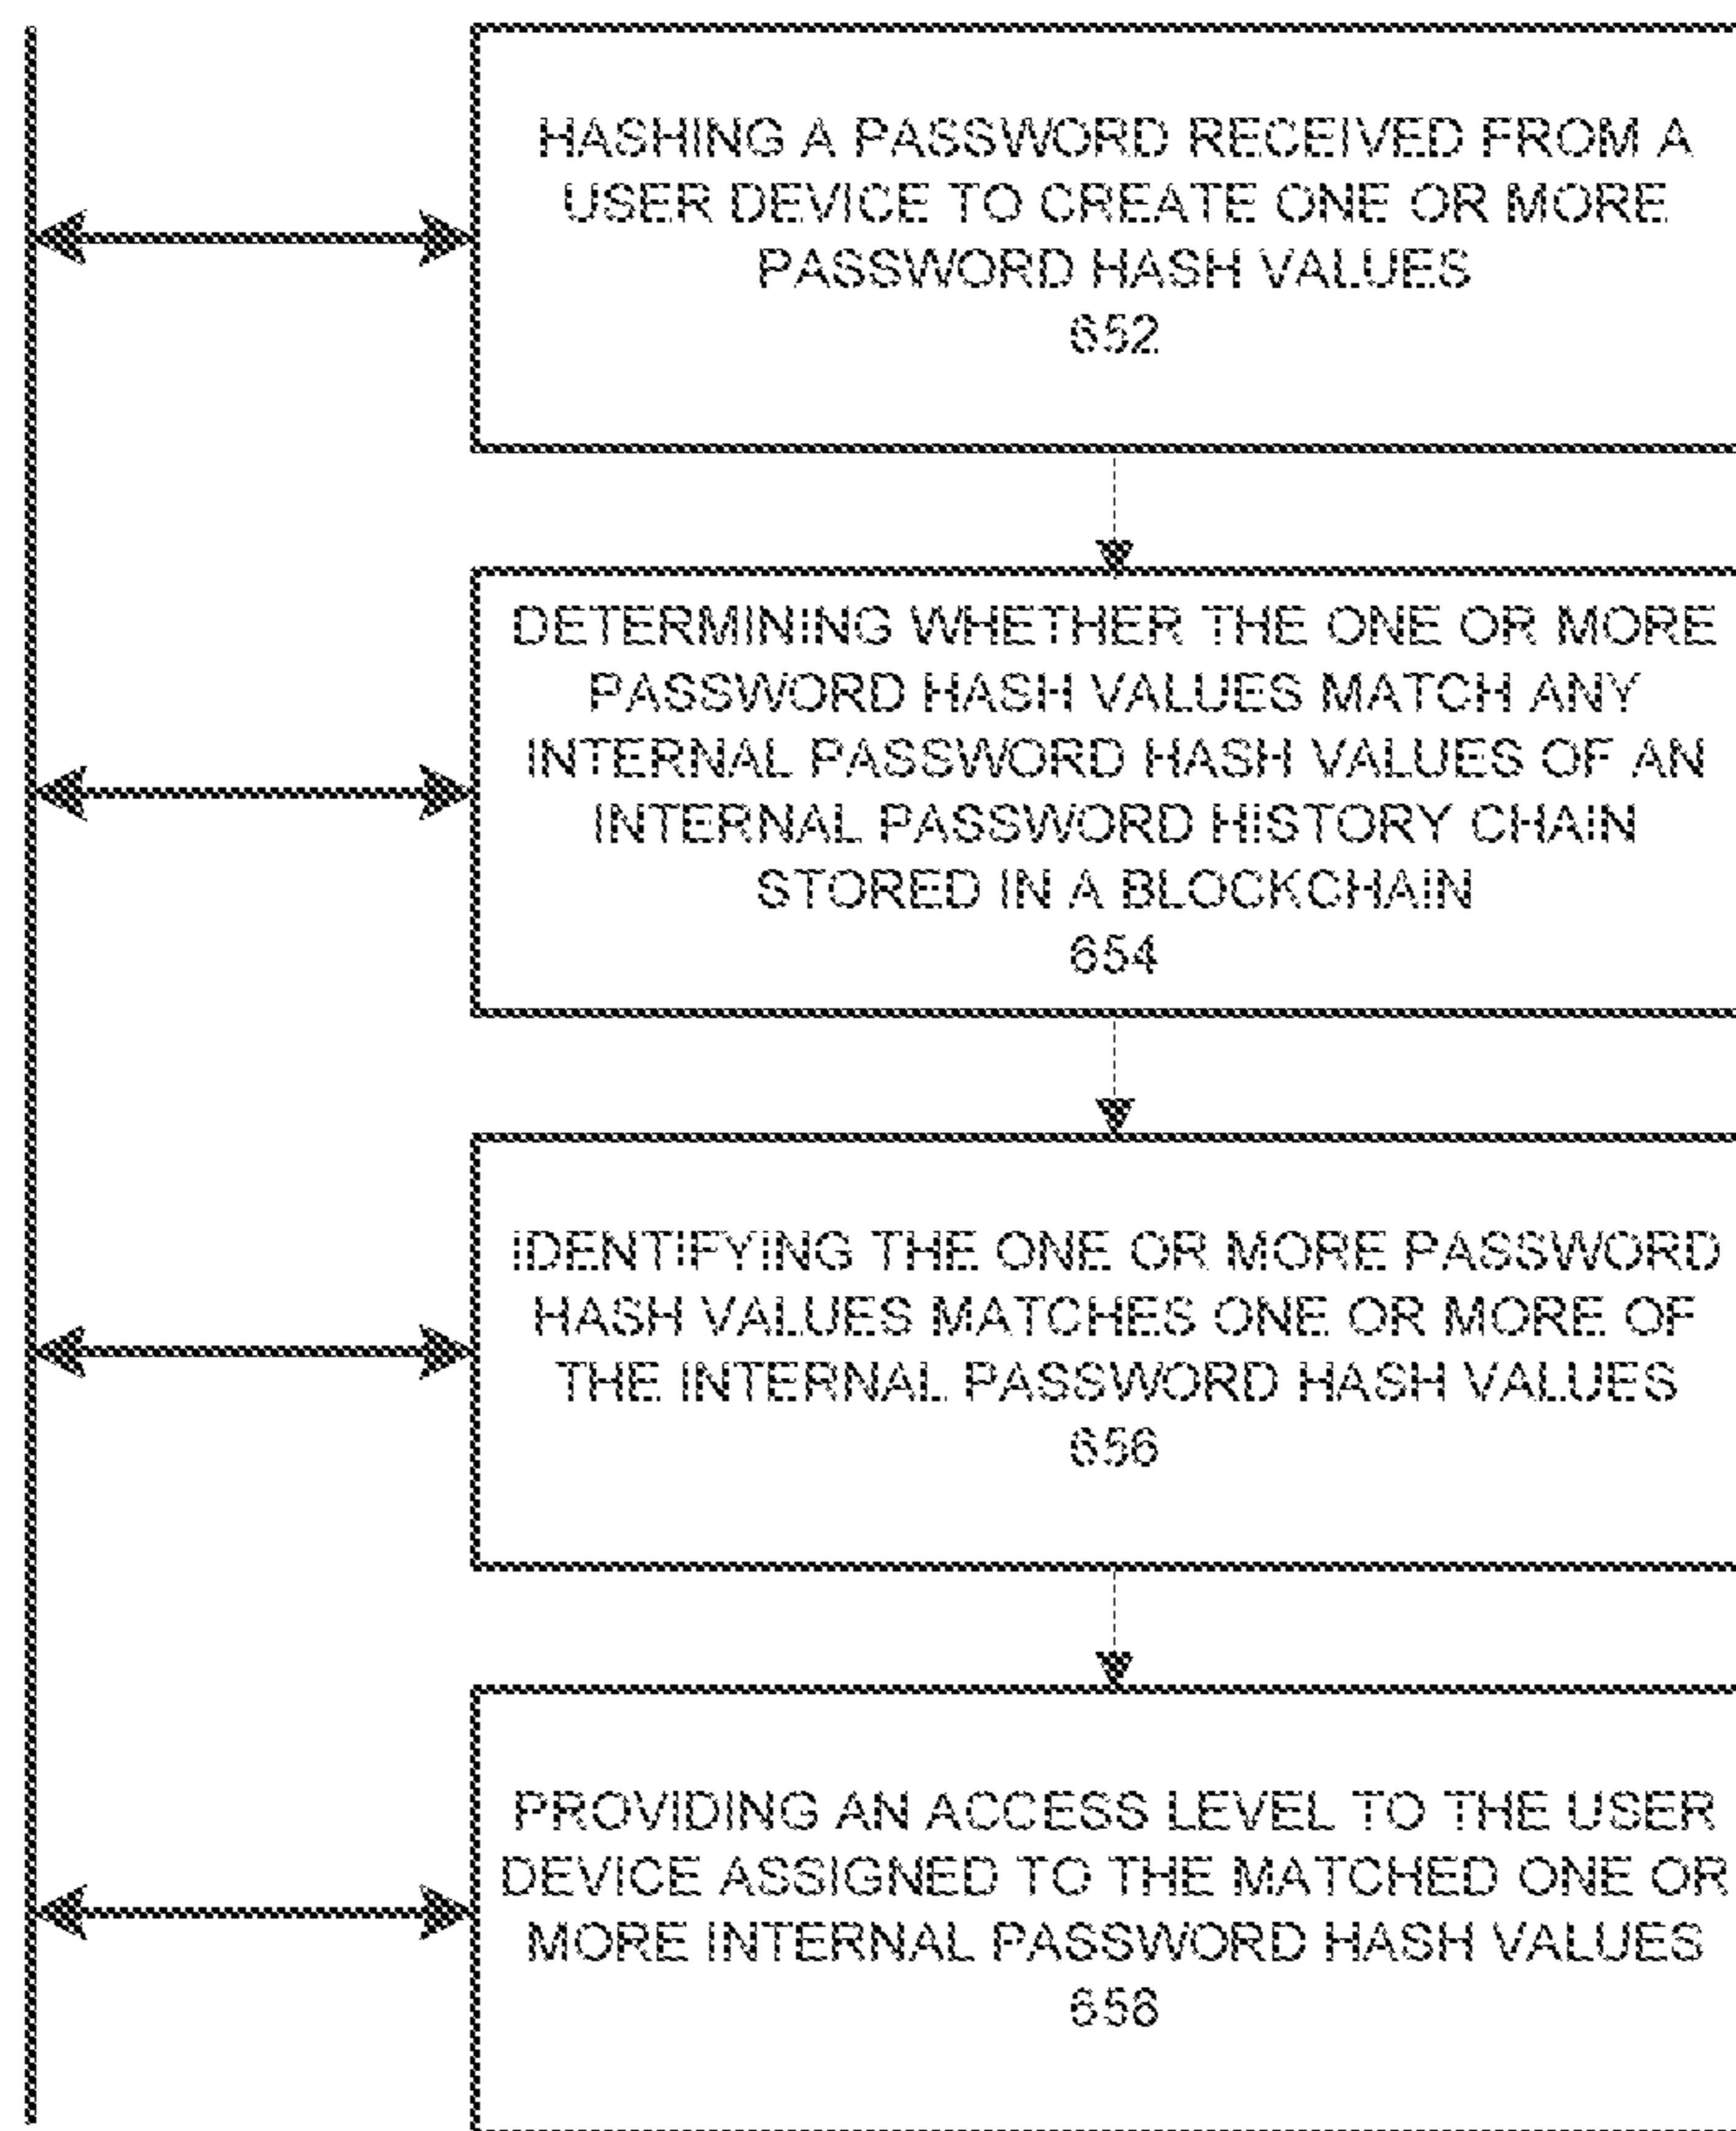 HASHING A PASSWORD RECEIVED FROM A
USER DEVICE TO CREATE ONE OR MORE
PASSWORD HASH VALUES
652
DETERMINING WHETHER THE ONE OR MORE
PASSWORD HASH VALUES MATCH ANY
INTERNAL PASSWORD HASH VALUES OF AN
INTERNAL PASSWORD HISTORY CHAIN
STORED IN A BLOCKCHAIN
654
IDENTIFYING THE ONE OR MORE PASSWORD
HASH VALUES MATCHES ONE OR MORE OF
THE INTERNAL PASSWORD HASH VALUES
656
PROVIDING AN ACCESS LEVEL TO THE USER
DEVICE ASSIGNED TO THE MATCHED ONE OR
MORE INTERNAL PASSWORD HASH VALUES
658